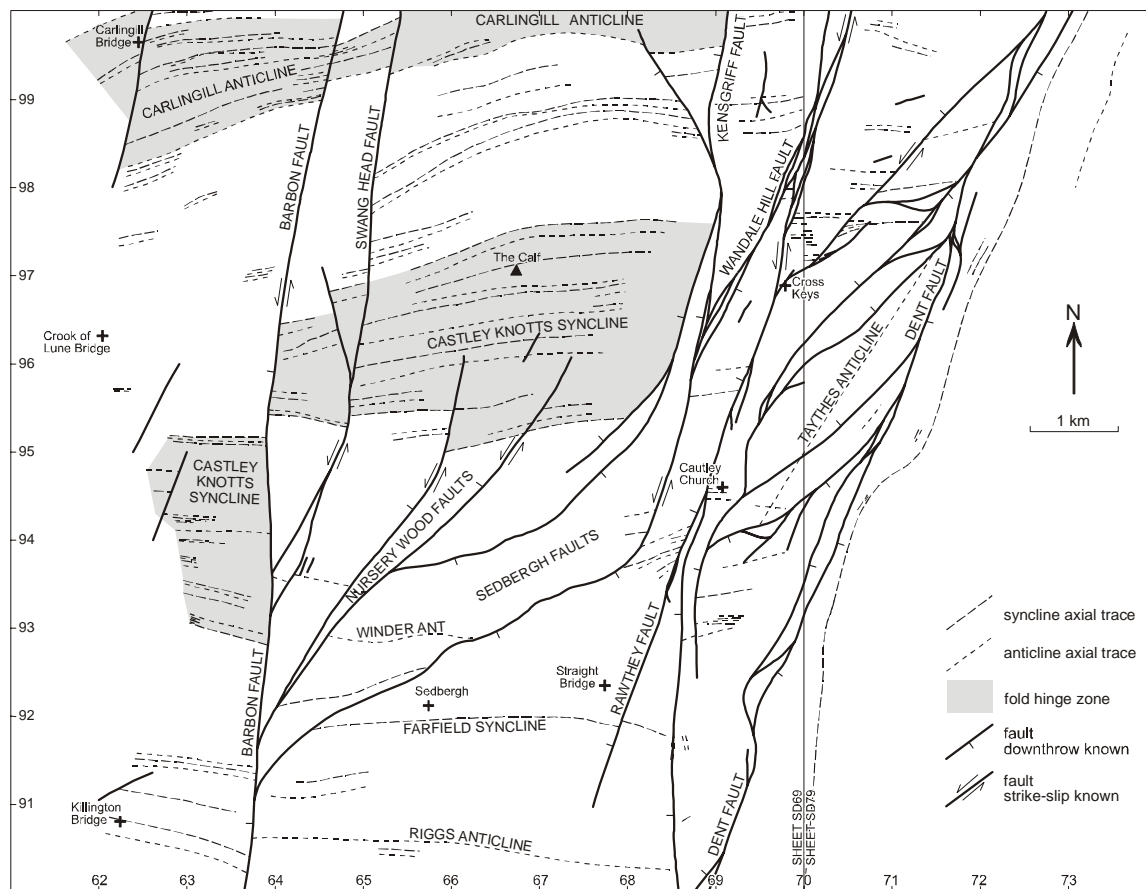 CARLINGILL ANTICLINE
Carlingill
Bridge
CARLINGILL ANTICLINE
KENSGRIFF FAULT
99
BARBON FAULT
SWANG HEAD FAULT
98
WANDALE HILL FAULT
97
The Calf
Cross
Keys
DENT FAULT
N
Crook of
Lune Bridge
CASTLEY KNOTTS SYNCLINE
96
TAYTHES ANTICLINE
1 km
95
CASTLEY
KNOTTS
SYNCLINE
Cautley
Church
94
NURSERY WOOD FAULTS
SEDBERGH FAULTS
syncline axial trace
93
WINDER ANT
anticline axial trace
Straight
Bridge
RAWTHEY FAULT
fold hinge zone
Sedbergh
92
FARFIELD SYNCLINE
BARBON FAULT
fault
downthrow known
fault
strike-slip known
91
Killington
Bridge
SHEET SD69
SHEET SD79
RIGGS ANTICLINE
DENT FAULT
62 63 64 65 66 67 68 69 70 71 72 73